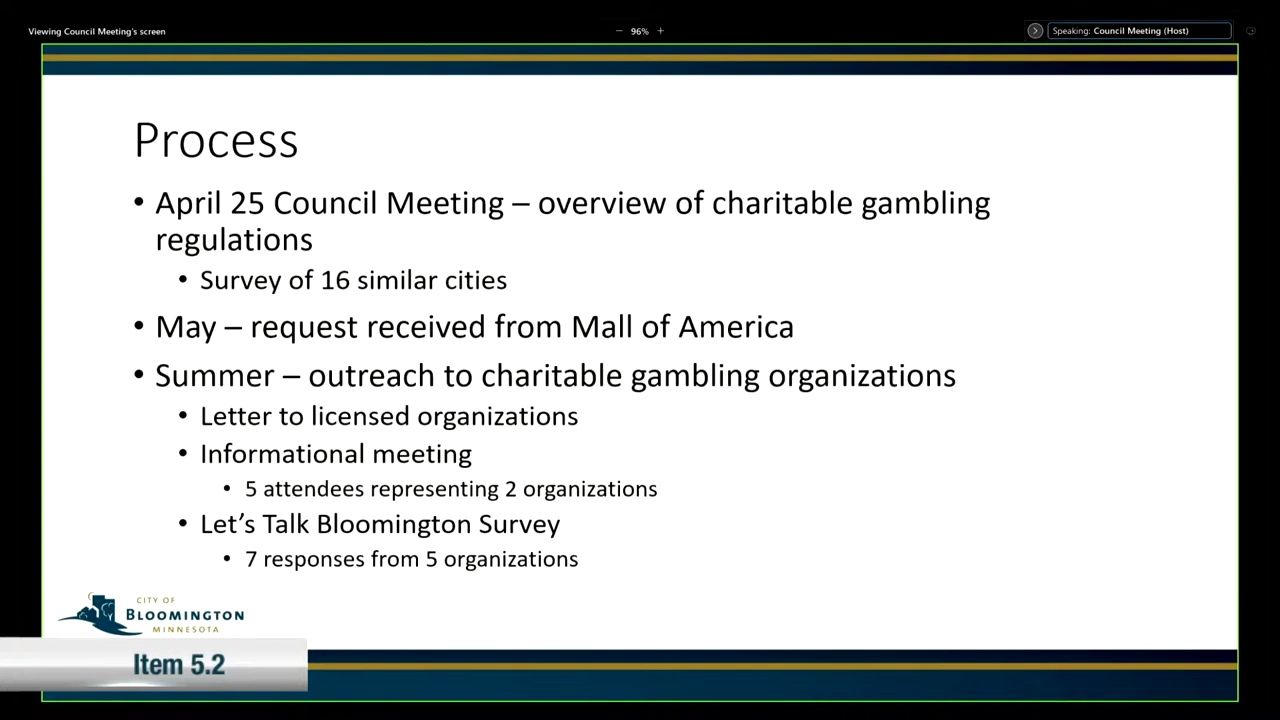 Viewing Council Meeting's screen
− 96% +
Speaking: Council Meeting (Host)
Process
• April 25 Council Meeting – overview of charitable gambling
regulations
• Survey of 16 similar cities
• May – request received from Mall of America
• Summer – outreach to charitable gambling organizations
• Letter to licensed organizations
• Informational meeting
• 5 attendees representing 2 organizations
• Let’s Talk Bloomington Survey
• 7 responses from 5 organizations
CITY OF
BLOOMINGTON
MINNESOTA
Item 5.2